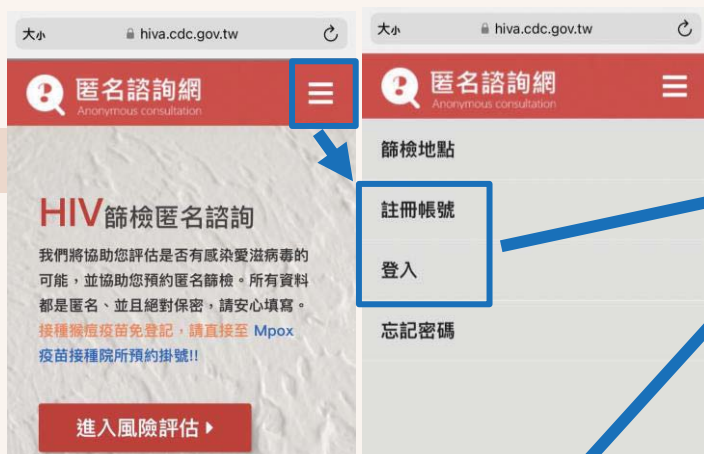 大小 hiva.cdc.gov.tw
匿名諮詢網
Anonymous consultation
HIV篩檢匿名諮詢
我們將協助您評估是否有感染愛滋病毒的
可能，並協助您預約匿名篩檢。所有資料
都是匿名、並且絕對保密，請安心填寫。
接種猴痘疫苗免登記，請直接至 Mpox
疫苗接種院所預約掛號!!
進入風險評估
大小 hiva.cdc.gov.tw
匿名諮詢網
Anonymous consultation
篩檢地點
註冊帳號
登入
忘記密碼